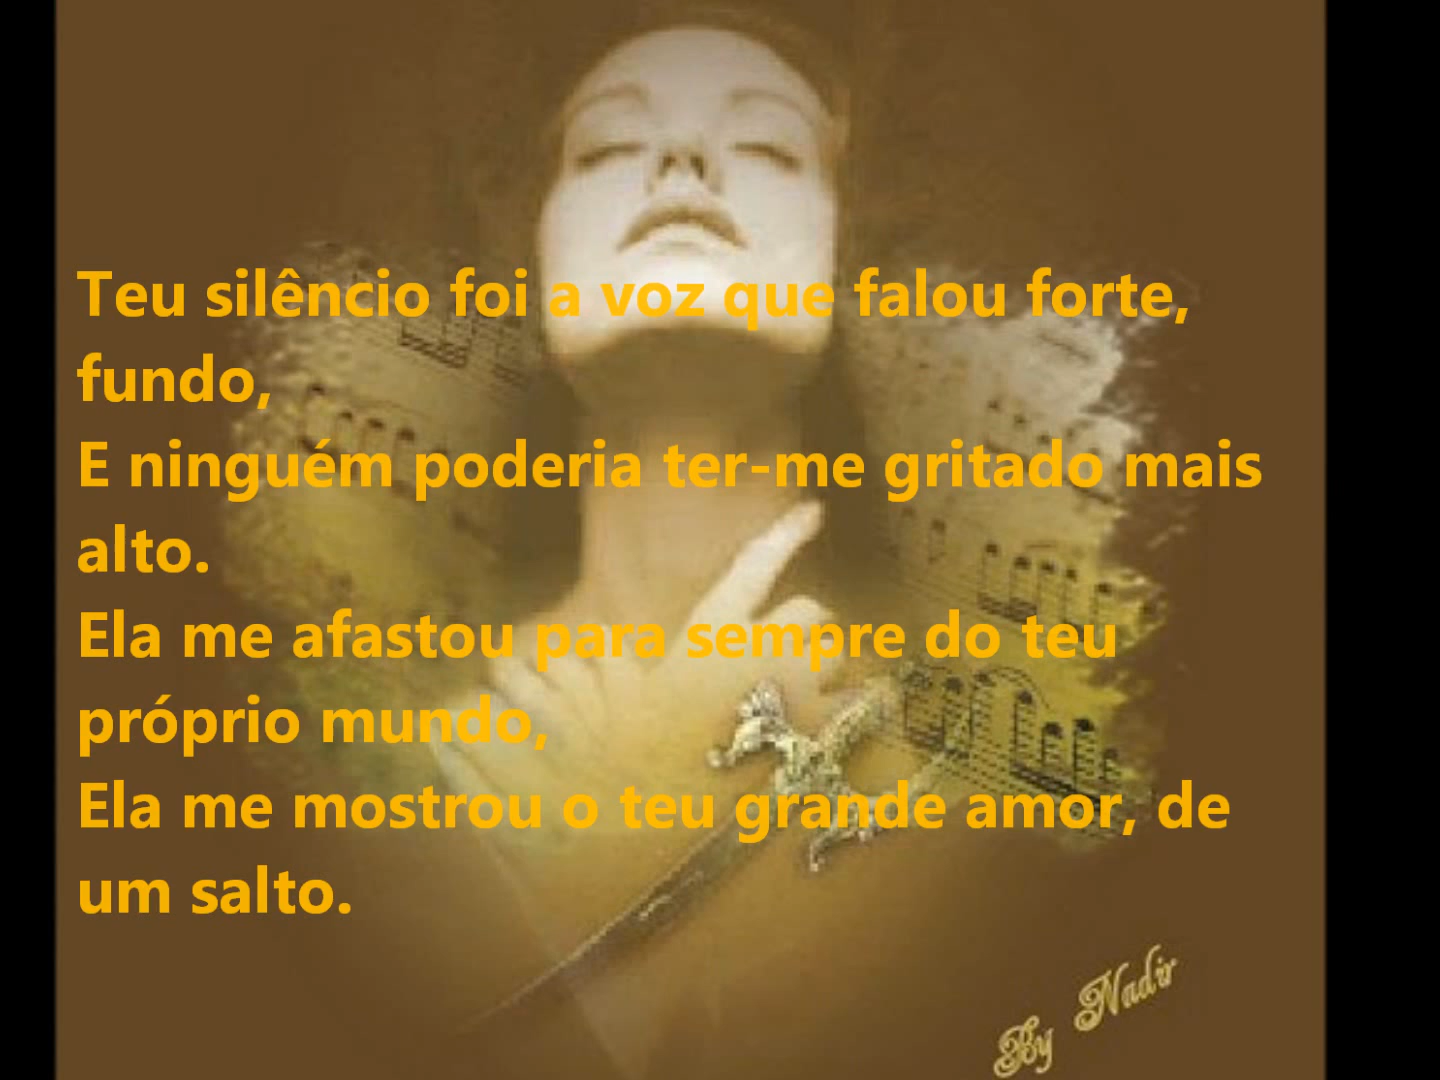 Teu silêncio foi a voz que falou forte,
fundo,
E ninguém poderia ter-me gritado mais
alto.
Ela me afastou para sempre do teu
próprio mundo,
Ela me mostrou o teu grande amor, de
um salto.
By Nadir